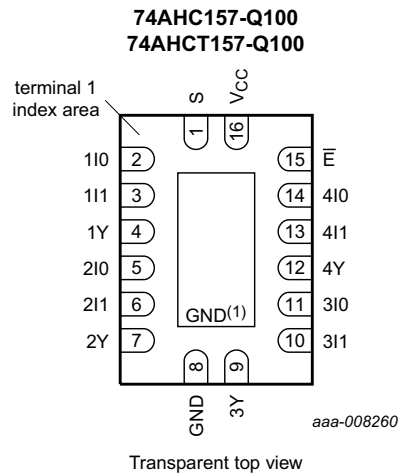 74AHC157-Q100
74AHCT157-Q100
terminal 1
index area
S
VCC
1
16
1I0 2
15 E̅
1I1 3
14 4I0
1Y 4
13 4I1
2I0 5
12 4Y
2I1 6
11 3I0
2Y 7
10 3I1
GND(1)
8
9
GND
3Y
aaa-008260
Transparent top view